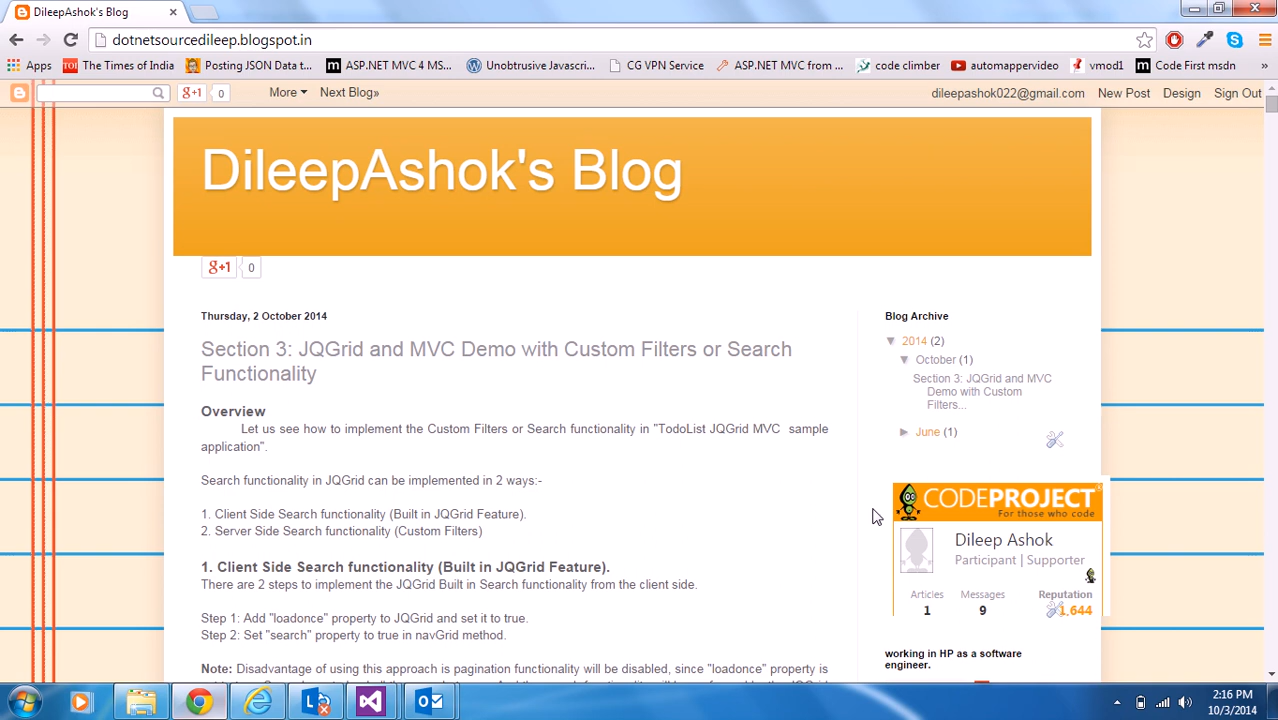 DileepAshok's Blog
dotnetsourcedileep.blogspot.in
Apps The Times of India Posting JSON Data t... ASP.NET MVC 4 MS... Unobtrusive Javascri... CG VPN Service ASP.NET MVC from ... code climber automappervideo vmod1 Code First msdn »
g+1 0 More Next Blog» dileepashok022@gmail.com New Post Design Sign Out
DileepAshok's Blog
g+1 0
Thursday, 2 October 2014
Section 3: JQGrid and MVC Demo with Custom Filters or Search
Functionality
Overview
Let us see how to implement the Custom Filters or Search functionality in "TodoList JQGrid MVC sample
application".
Search functionality in JQGrid can be implemented in 2 ways:-
1. Client Side Search functionality (Built in JQGrid Feature).
2. Server Side Search functionality (Custom Filters)
1. Client Side Search functionality (Built in JQGrid Feature).
There are 2 steps to implement the JQGrid Built in Search functionality from the client side.
Step 1: Add "loadonce" property to JQGrid and set it to true.
Step 2: Set "search" property to true in navGrid method.
Note: Disadvantage of using this approach is pagination functionality will be disabled, since "loadonce" property is
Blog Archive
▼ 2014 (2)
▼ October (1)
Section 3: JQGrid and MVC
Demo with Custom
Filters...
► June (1)
CODEPROJECT
For those who code
Dileep Ashok
Participant | Supporter
Articles Messages Reputation
1 9 1,644
working in HP as a software
engineer.
2:16 PM
10/3/2014